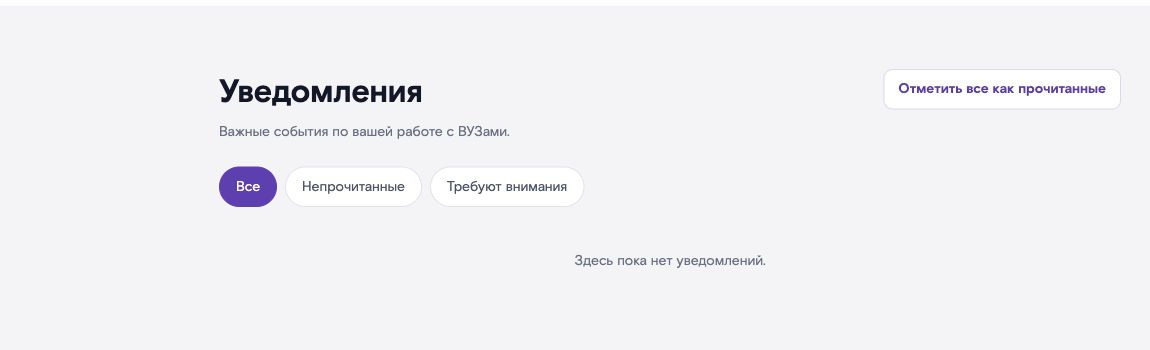 Уведомления
Отметить все как прочитанные
Важные события по вашей работе с ВУЗами.
Все
Непрочитанные
Требуют внимания
Здесь пока нет уведомлений.